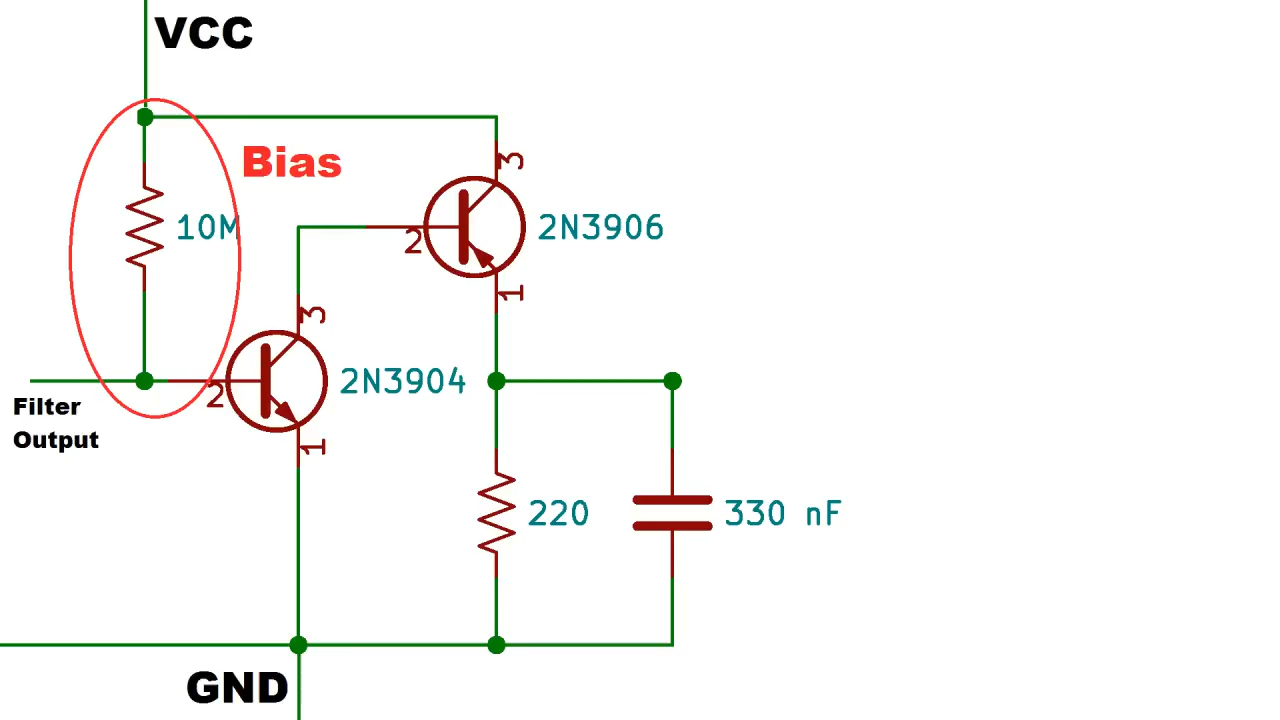 VCC
Bias
3
10M
2
2N3906
1
3
2
2N3904
1
Filter
Output
220
330 nF
GND